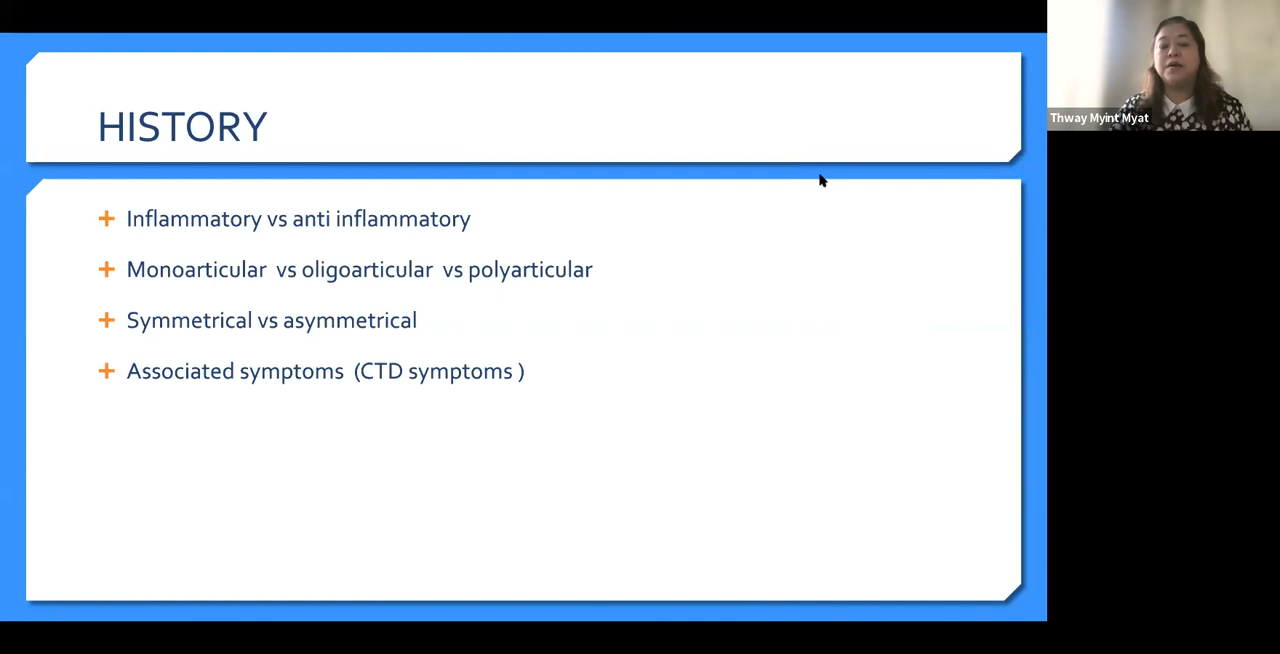 HISTORY
Inflammatory vs anti inflammatory
Monoarticular vs oligoarticular vs polyarticular
Symmetrical vs asymmetrical
Associated symptoms (CTD symptoms )
Thway Myint Myat